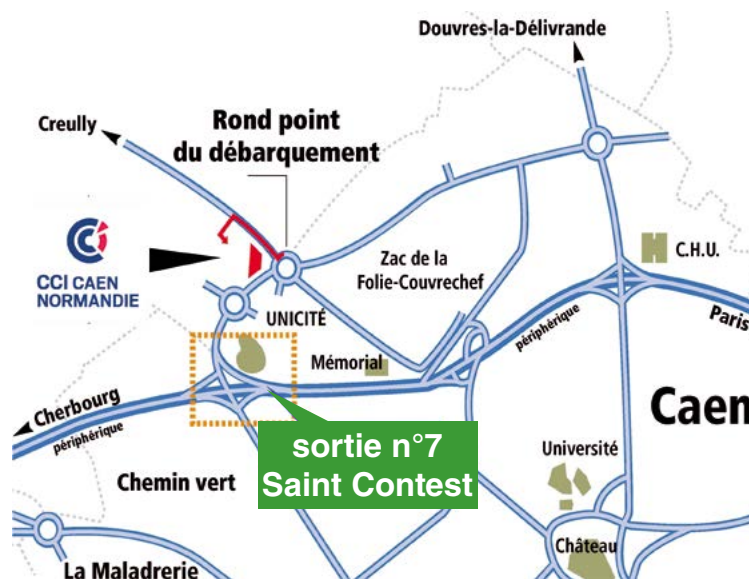 Douvres-la-Délivrande
Creully
Rond point
du débarquement
CCI CAEN
NORMANDIE
Zac de la
Folie-Couvrechef
C.H.U.
UNICITÉ
Mémorial
périphérique
Paris
Cherbourg
périphérique
Caen
sortie n°7
Saint Contest
Université
Chemin vert
Château
La Maladrerie